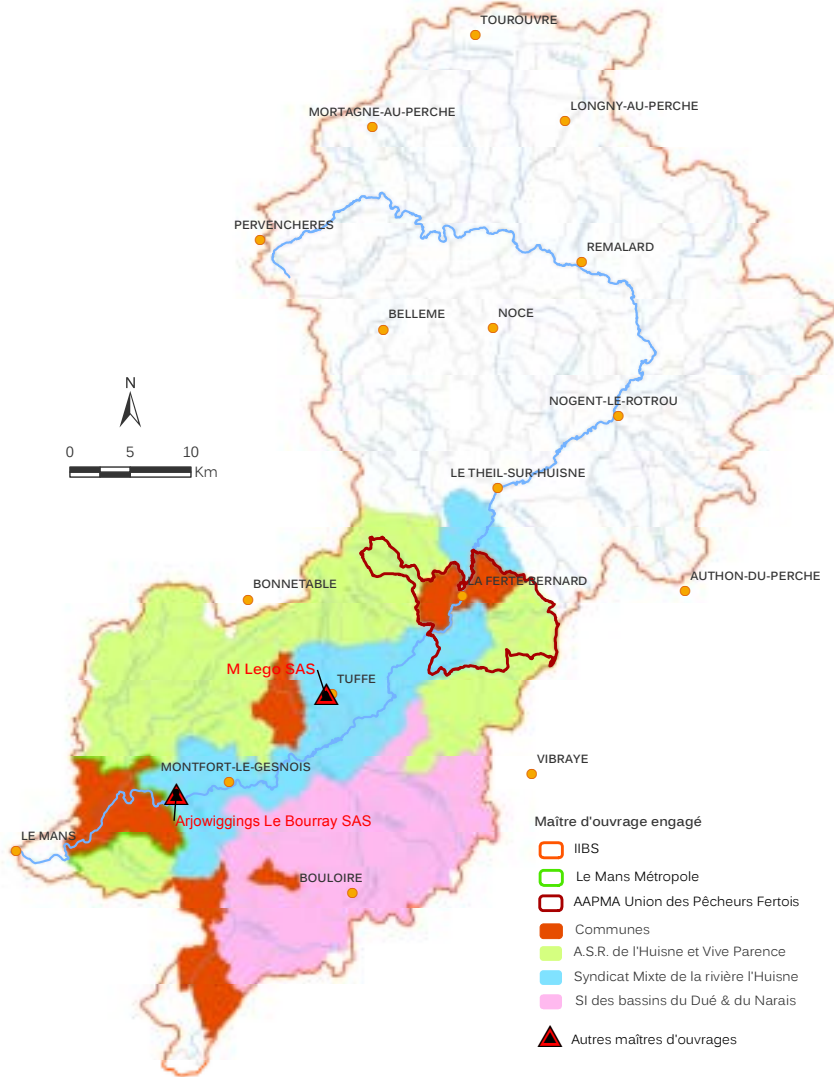 TOUROUVRE
MORTAGNE-AU-PERCHE
LONGNY-AU-PERCHE
PERVENCHERES
REMALARD
BELLEME
NOCE
N
NOGENT-LE-ROTROU
0 5 10
Km
LE THEIL-SUR-HUISNE
BONNETABLE
LA FERTE-BERNARD
AUTHON-DU-PERCHE
M Lego SAS
TUFFE
MONTFORT-LE-GESNOIS
VIBRAYE
Arjowiggings Le Bourray SAS
LE MANS
BOULOIRE
Maître d'ouvrage engagé
IIBS
Le Mans Métropole
AAPMA Union des Pêcheurs Fertois
Communes
A.S.R. de l'Huisne et Vive Parence
Syndicat Mixte de la rivière l'Huisne
SI des bassins du Dué & du Narais
Autres maîtres d'ouvrages